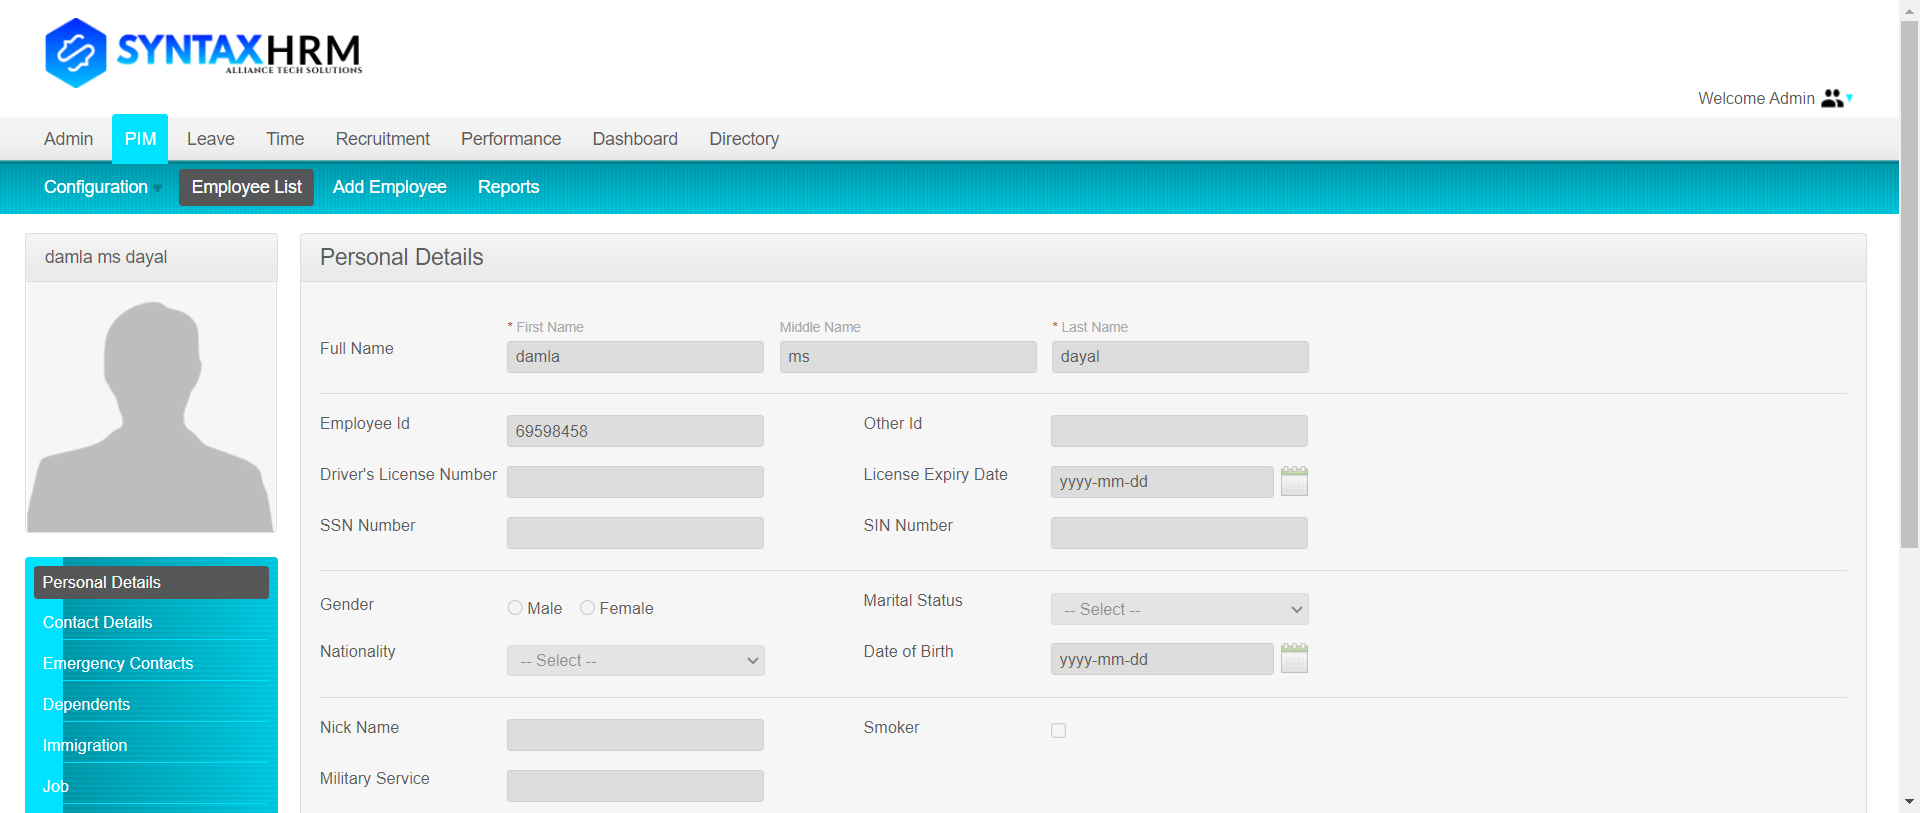 SYNTAXHRM
ALLIANCE TECH SOLUTIONS
Welcome Admin
Admin PIM Leave Time Recruitment Performance Dashboard Directory
Configuration Employee List Add Employee Reports
damla ms dayal
Personal Details
* First Name Middle Name * Last Name
Full Name damla ms dayal
Employee Id 69598458 Other Id
Driver's License Number License Expiry Date yyyy-mm-dd
SSN Number SIN Number
Gender Male Female Marital Status -- Select --
Nationality -- Select -- Date of Birth yyyy-mm-dd
Nick Name Smoker
Military Service
Personal Details
Contact Details
Emergency Contacts
Dependents
Immigration
Job